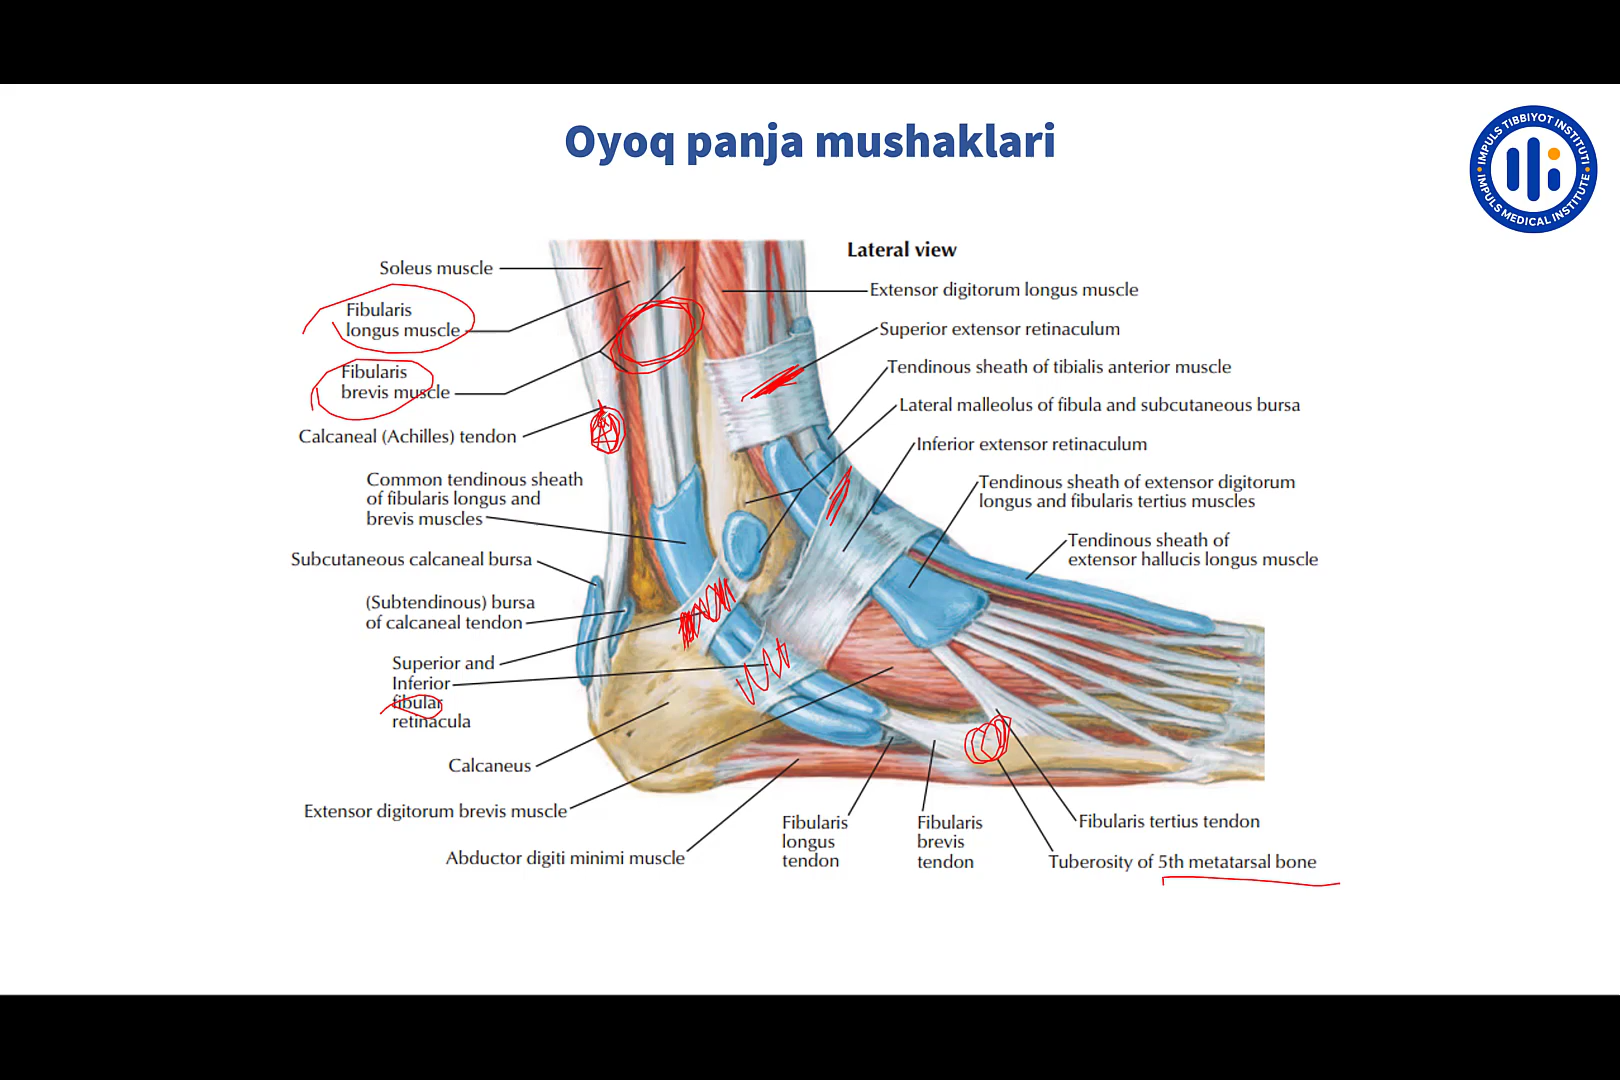 Oyoq panja mushaklari
IMPULS TIBBIYOT INSTITUTI
IMPULS MEDICAL INSTITUTE
Lateral view
Soleus muscle
Fibularis
longus muscle
Fibularis
brevis muscle
Calcaneal (Achilles) tendon
Common tendinous sheath
of fibularis longus and
brevis muscles
Subcutaneous calcaneal bursa
(Subtendinous) bursa
of calcaneal tendon
Superior and
Inferior
fibular
retinacula
Calcaneus
Extensor digitorum brevis muscle
Abductor digiti minimi muscle
Extensor digitorum longus muscle
Superior extensor retinaculum
Tendinous sheath of tibialis anterior muscle
Lateral malleolus of fibula and subcutaneous bursa
Inferior extensor retinaculum
Tendinous sheath of extensor digitorum
longus and fibularis tertius muscles
Tendinous sheath of
extensor hallucis longus muscle
Fibularis
longus
tendon
Fibularis
brevis
tendon
Fibularis tertius tendon
Tuberosity of 5th metatarsal bone